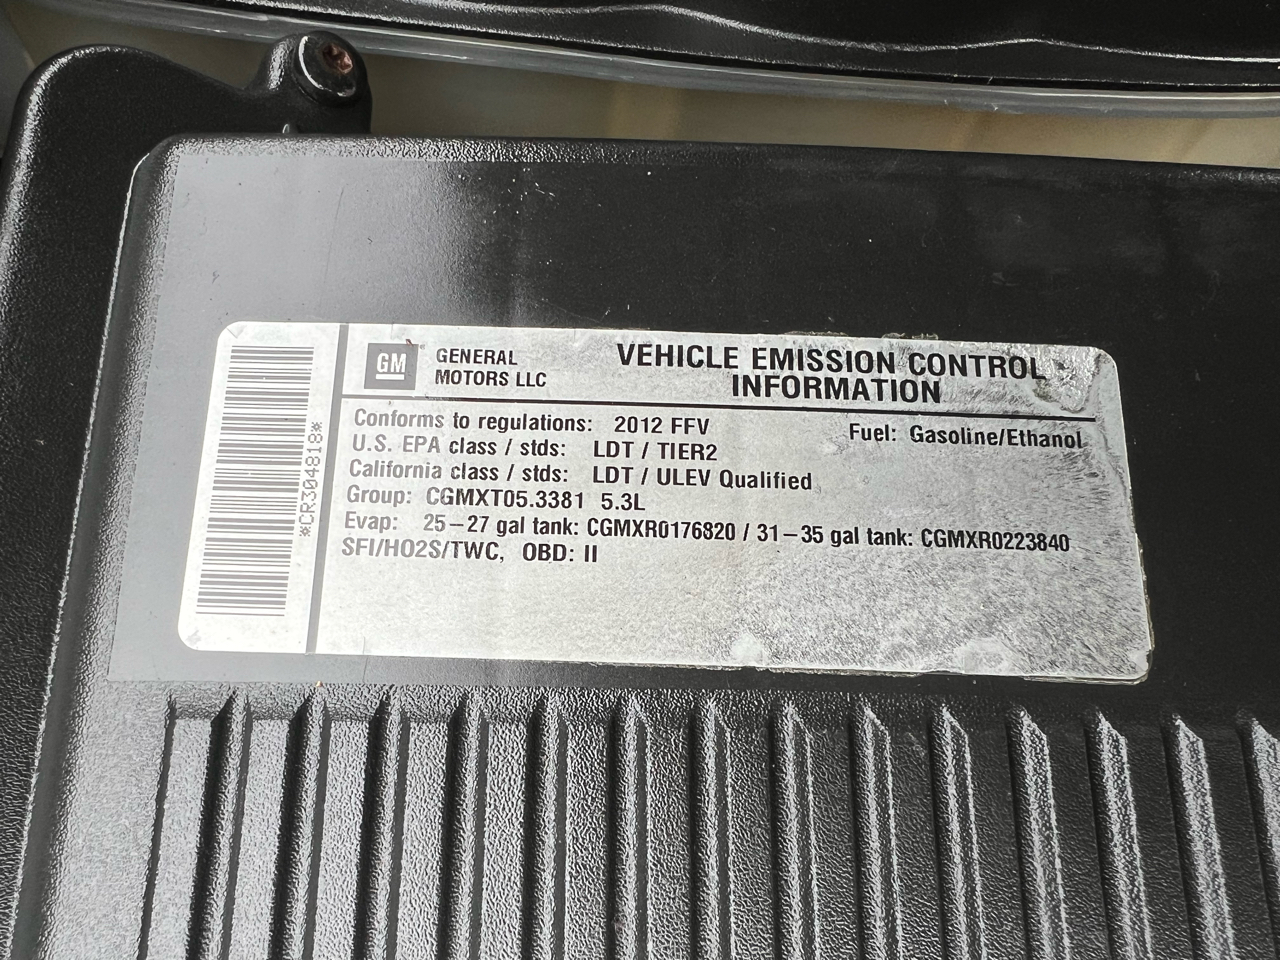 *CR304818*
GM
GENERAL
MOTORS LLC
VEHICLE EMISSION CONTROL
INFORMATION
Conforms to regulations: 2012 FFV
Fuel: Gasoline/Ethanol
U.S. EPA class / stds: LDT / TIER2
California class / stds: LDT / ULEV Qualified
Group: CGMXT05.3381 5.3L
Evap: 25–27 gal tank: CGMXR0176820 / 31–35 gal tank: CGMXR0223840
SFI/HO2S/TWC, OBD: II